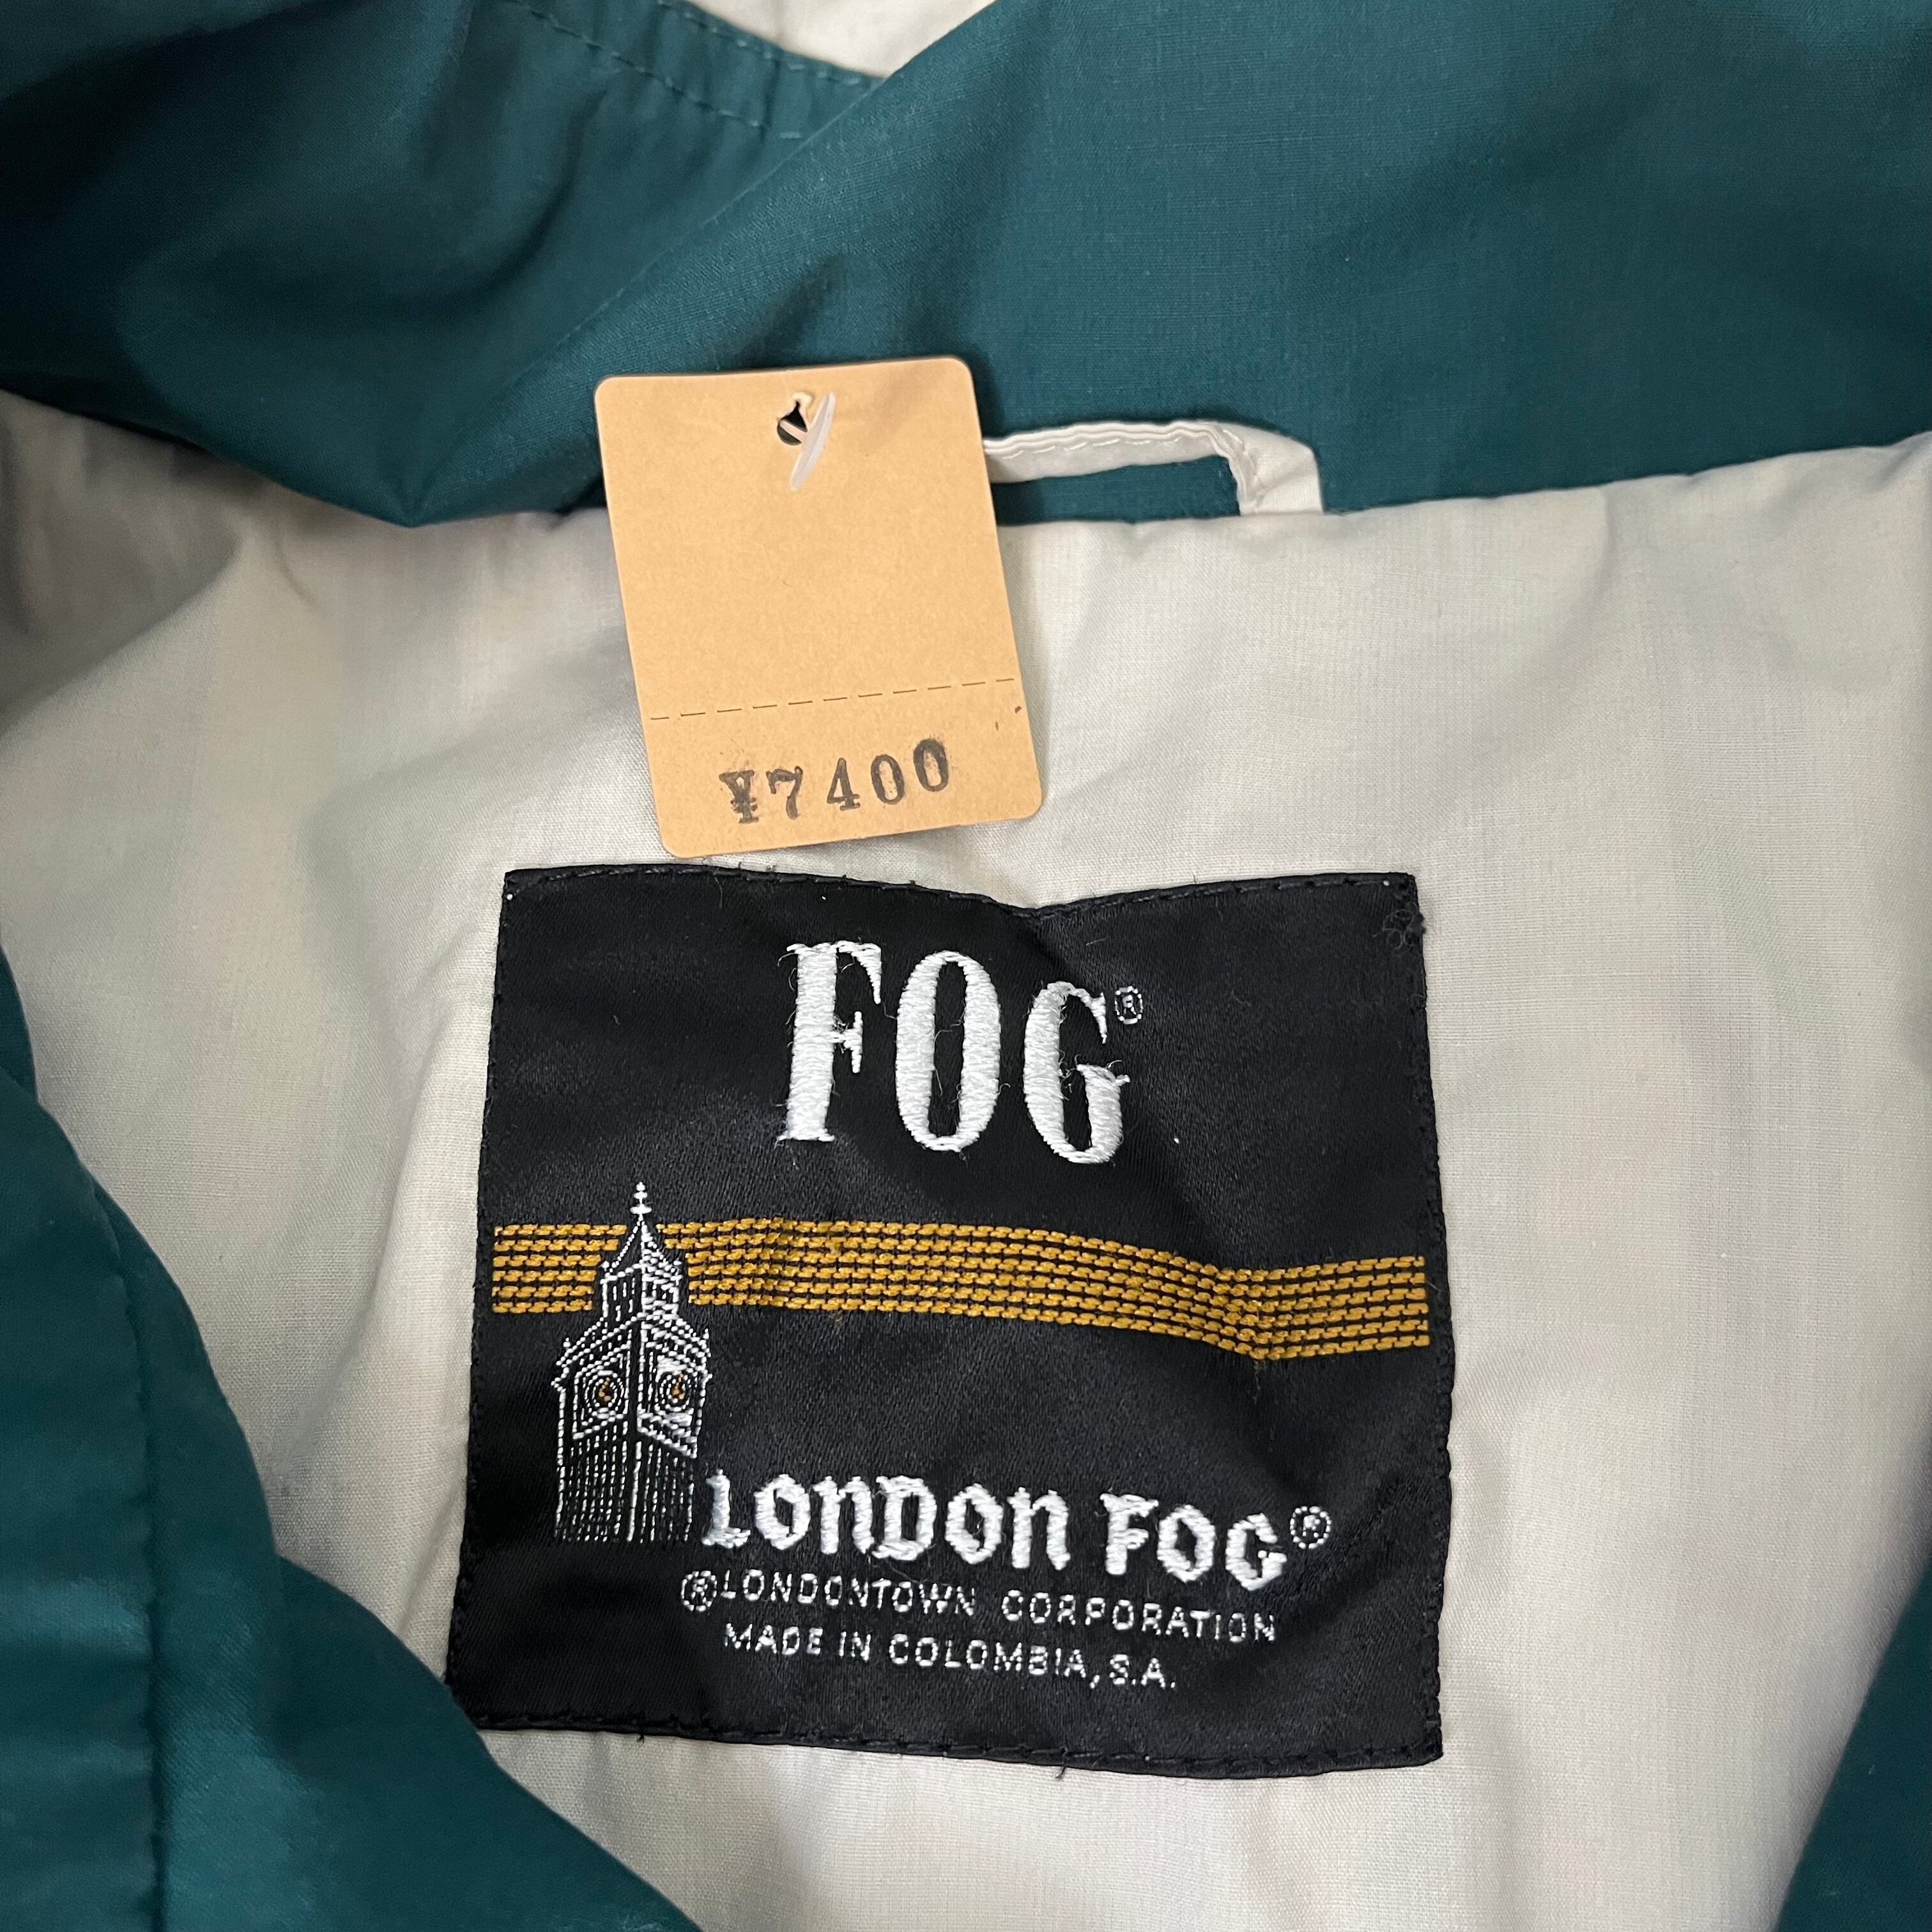 ¥7400
FOG®
LONDON FOG®
®LONDONTOWN CORPORATION
MADE IN COLOMBIA, S.A.